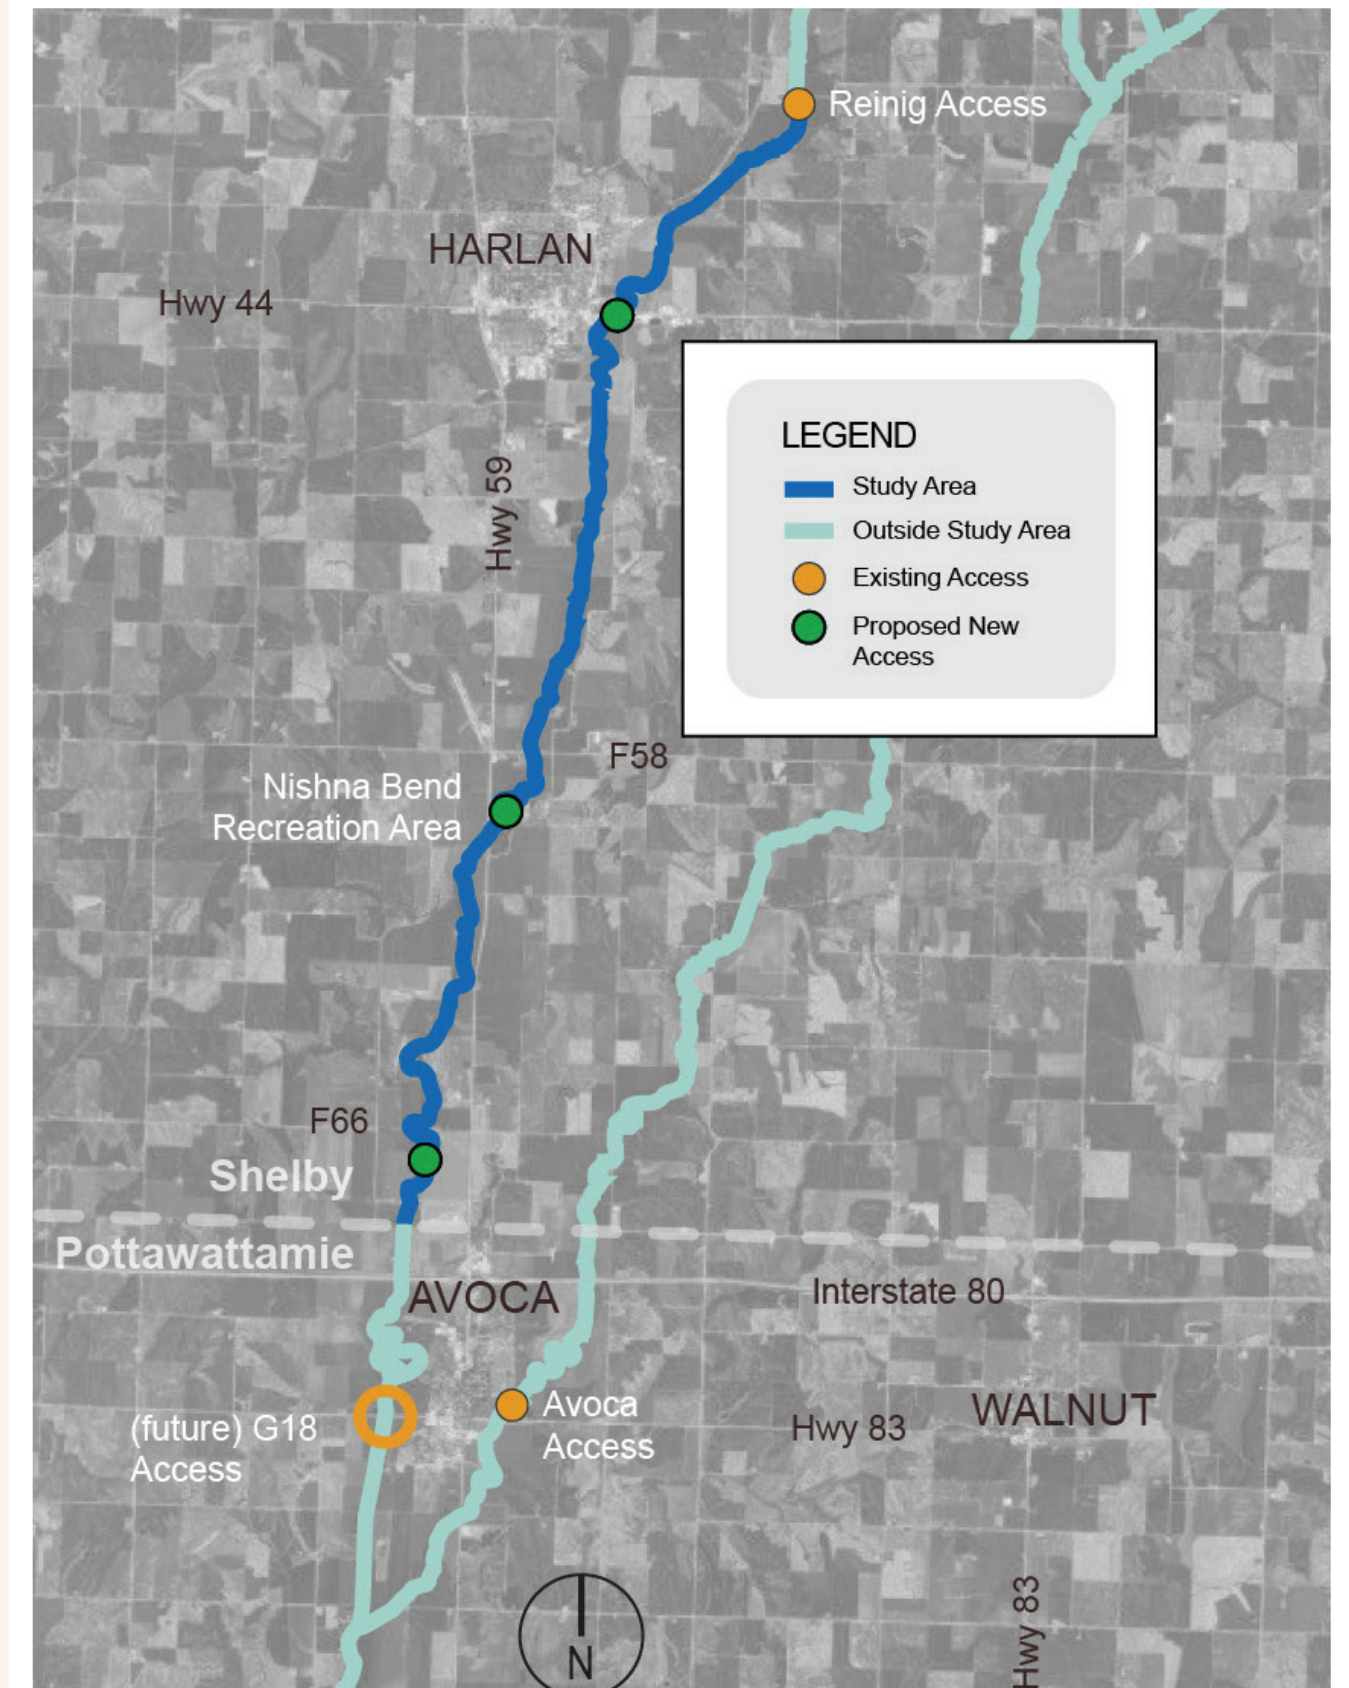 Reinig Access
HARLAN
Hwy 44
LEGEND
Study Area
Outside Study Area
Existing Access
Proposed New
Access
Hwy 59
F58
Nishna Bend
Recreation Area
F66
Shelby
Pottawattamie
Interstate 80
AVOCA
Avoca
Access
WALNUT
Hwy 83
(future) G18
Access
Hwy 83
N